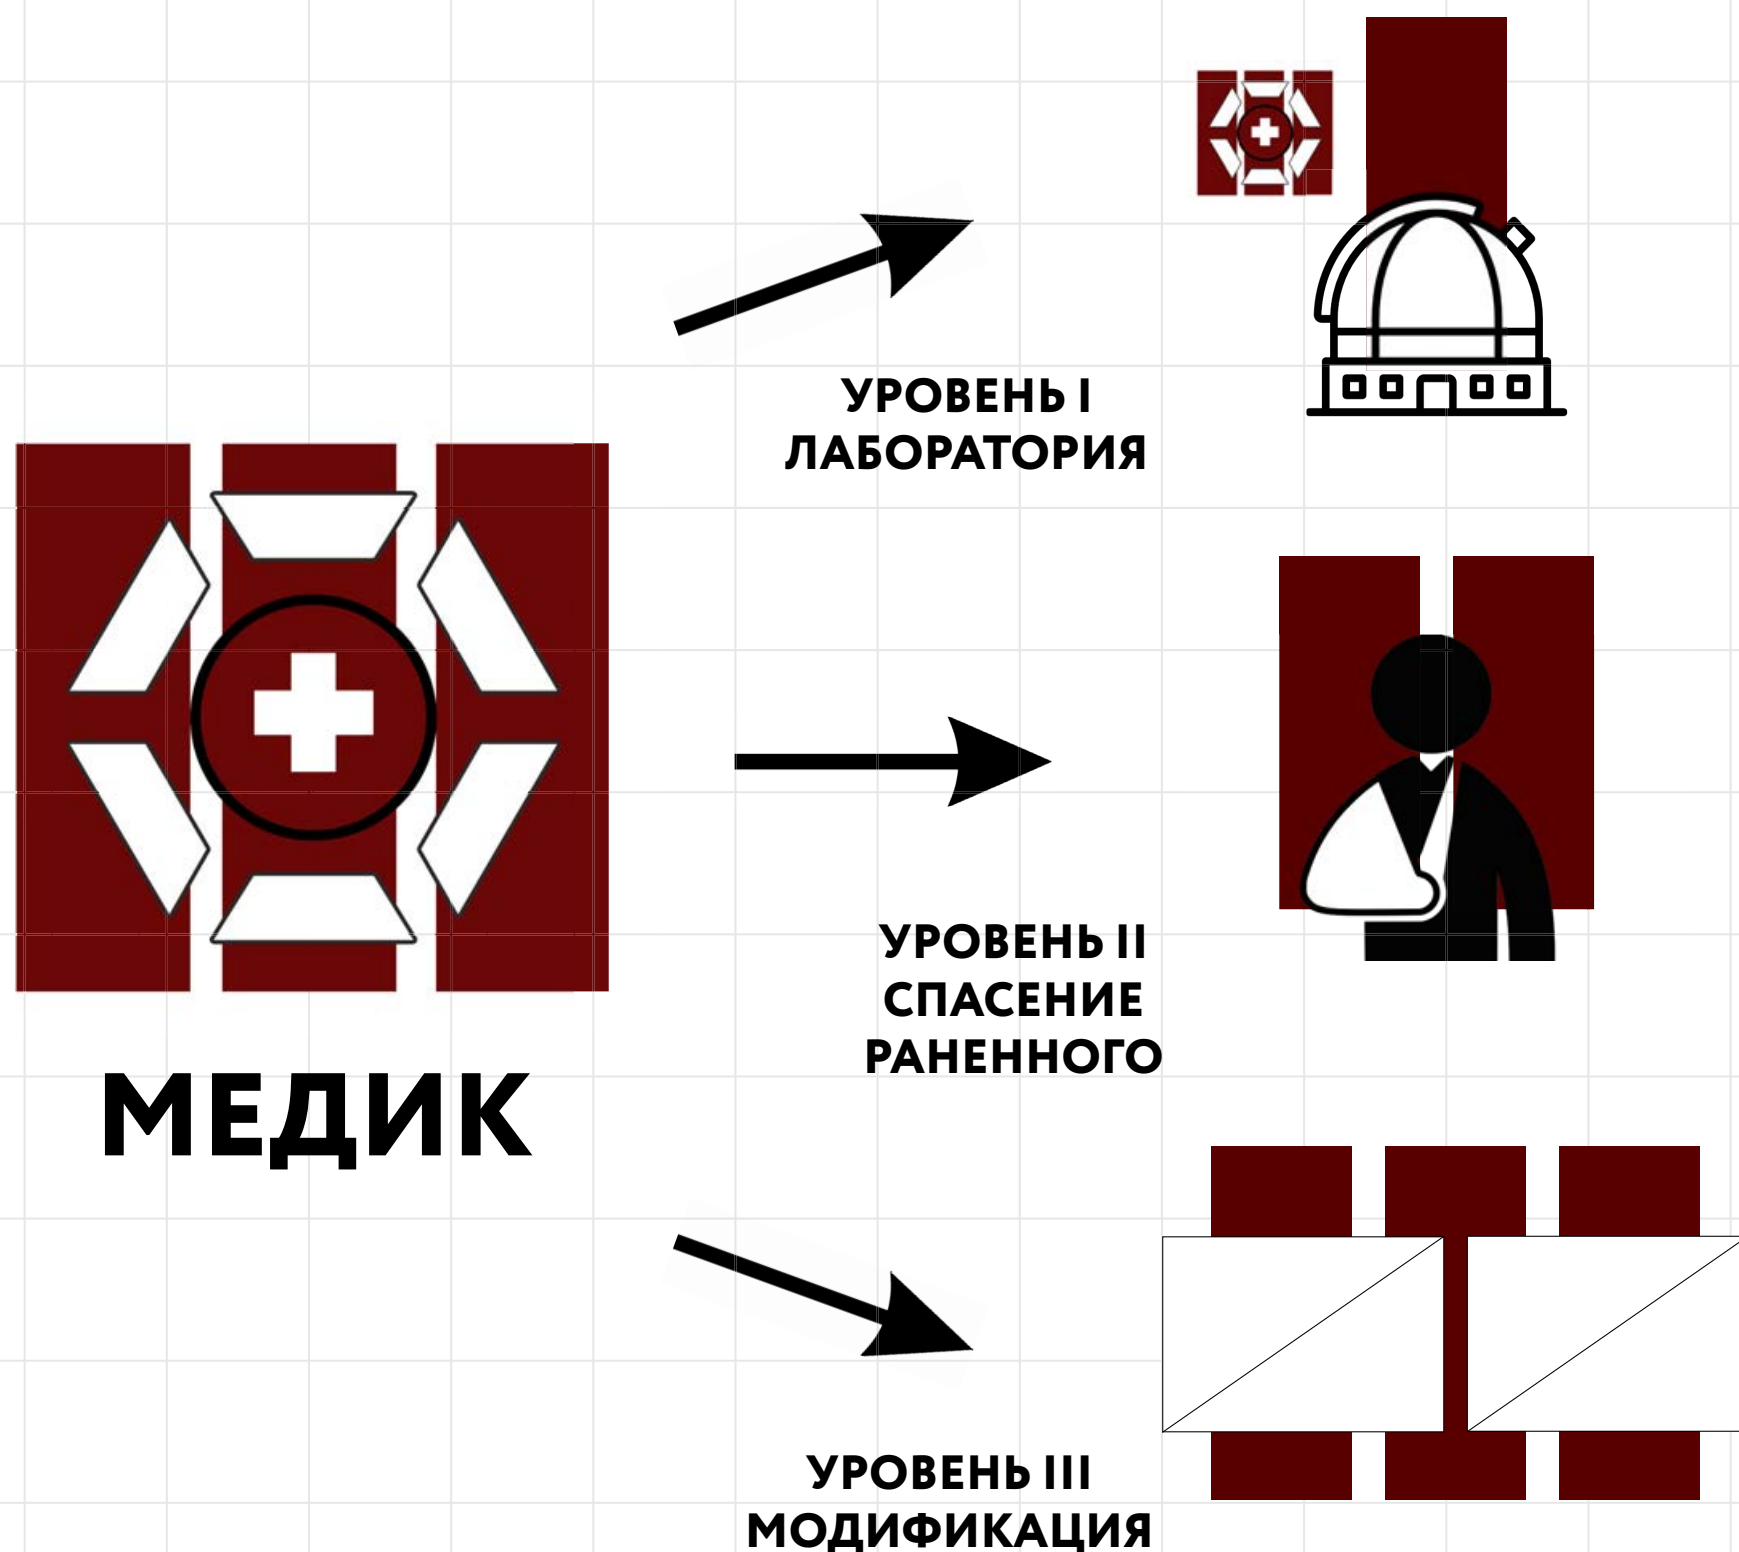 УРОВЕНЬ I
ЛАБОРАТОРИЯ
УРОВЕНЬ II
СПАСЕНИЕ
РАНЕННОГО
МЕДИК
УРОВЕНЬ III
МОДИФИКАЦИЯ